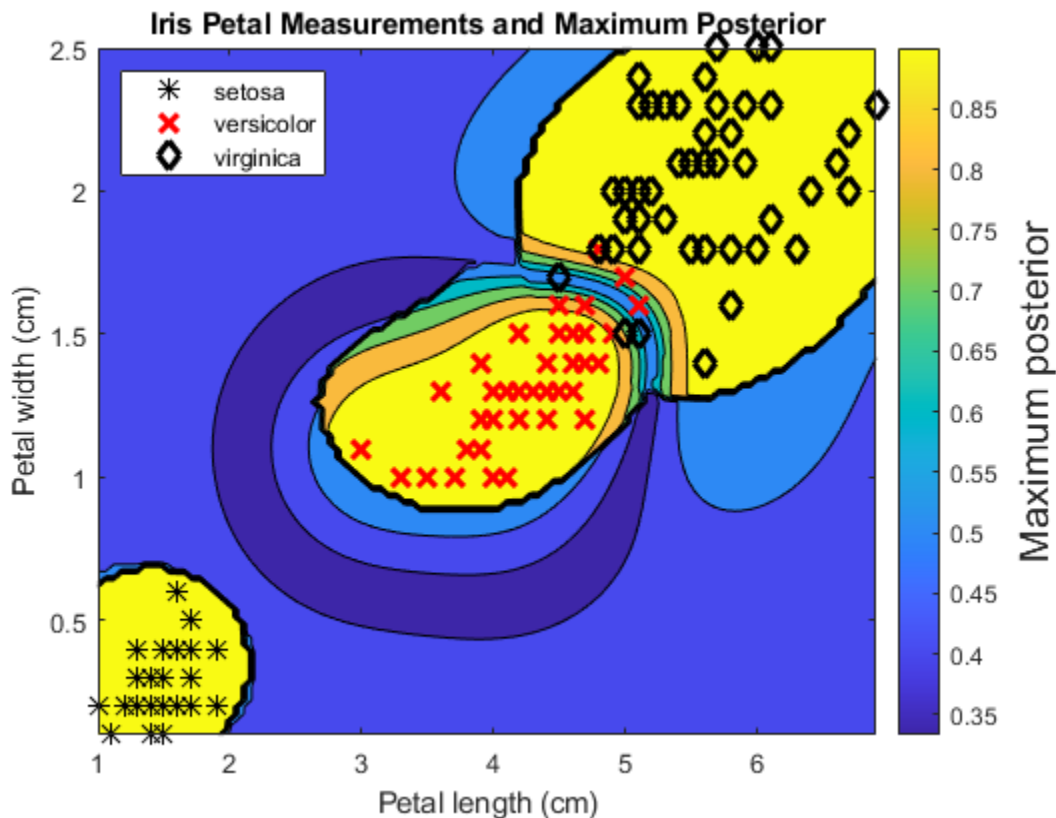 Iris Petal Measurements and Maximum Posterior
setosa
versicolor
virginica
2.5
2
1.5
1
0.5
Petal width (cm)
1 2 3 4 5 6
Petal length (cm)
0.85
0.8
0.75
0.7
0.65
0.6
0.55
0.5
0.45
0.4
0.35
Maximum posterior